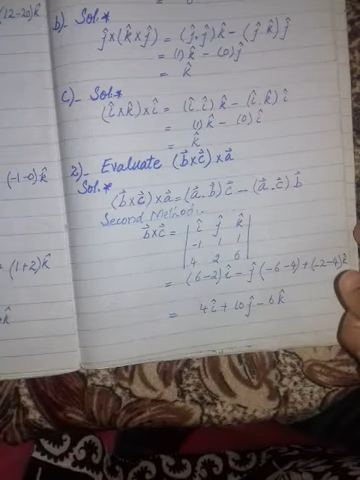 (12-20)k̂
b)- Sol.*
ĵ×(k̂×ĵ) = (ĵ.ĵ)k̂ - (ĵ.k̂)ĵ
= (1)k̂ - (0)ĵ
= k̂
c)- Sol.*
(î×k̂)×î = (î.î)k̂ - (î.k̂)î
= (1)k̂ - (0)î
= k̂
(-1-0)k̂
2)- Evaluate (b⃗×c⃗)×a⃗
Sol.*
(b⃗×c⃗)×a⃗ = (a⃗.b⃗)c⃗ - (a⃗.c⃗)b⃗
Second Method.
b⃗×c⃗ = | î ĵ k̂ |
| -1 1 1 |
| 4 2 6 |
= (1+2)k̂
= (6-2)î - ĵ(-6-4) + (-2-4)k̂
= 4î + 10ĵ - 6k̂